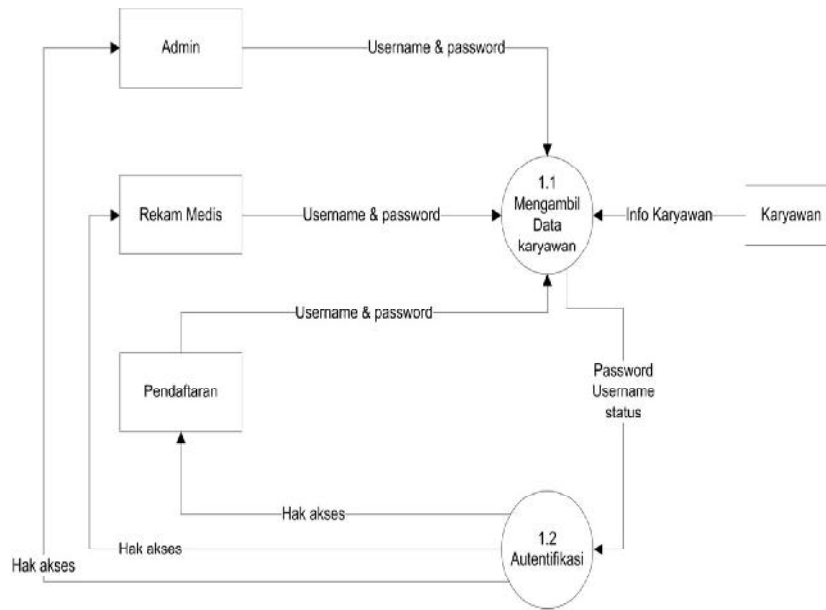 Admin
Username & password
1.1
Mengambil
Data
karyawan
Rekam Medis
Username & password
Info Karyawan
Karyawan
Username & password
Pendaftaran
Password
Username
status
Hak akses
1.2
Autentifikasi
Hak akses
Hak akses